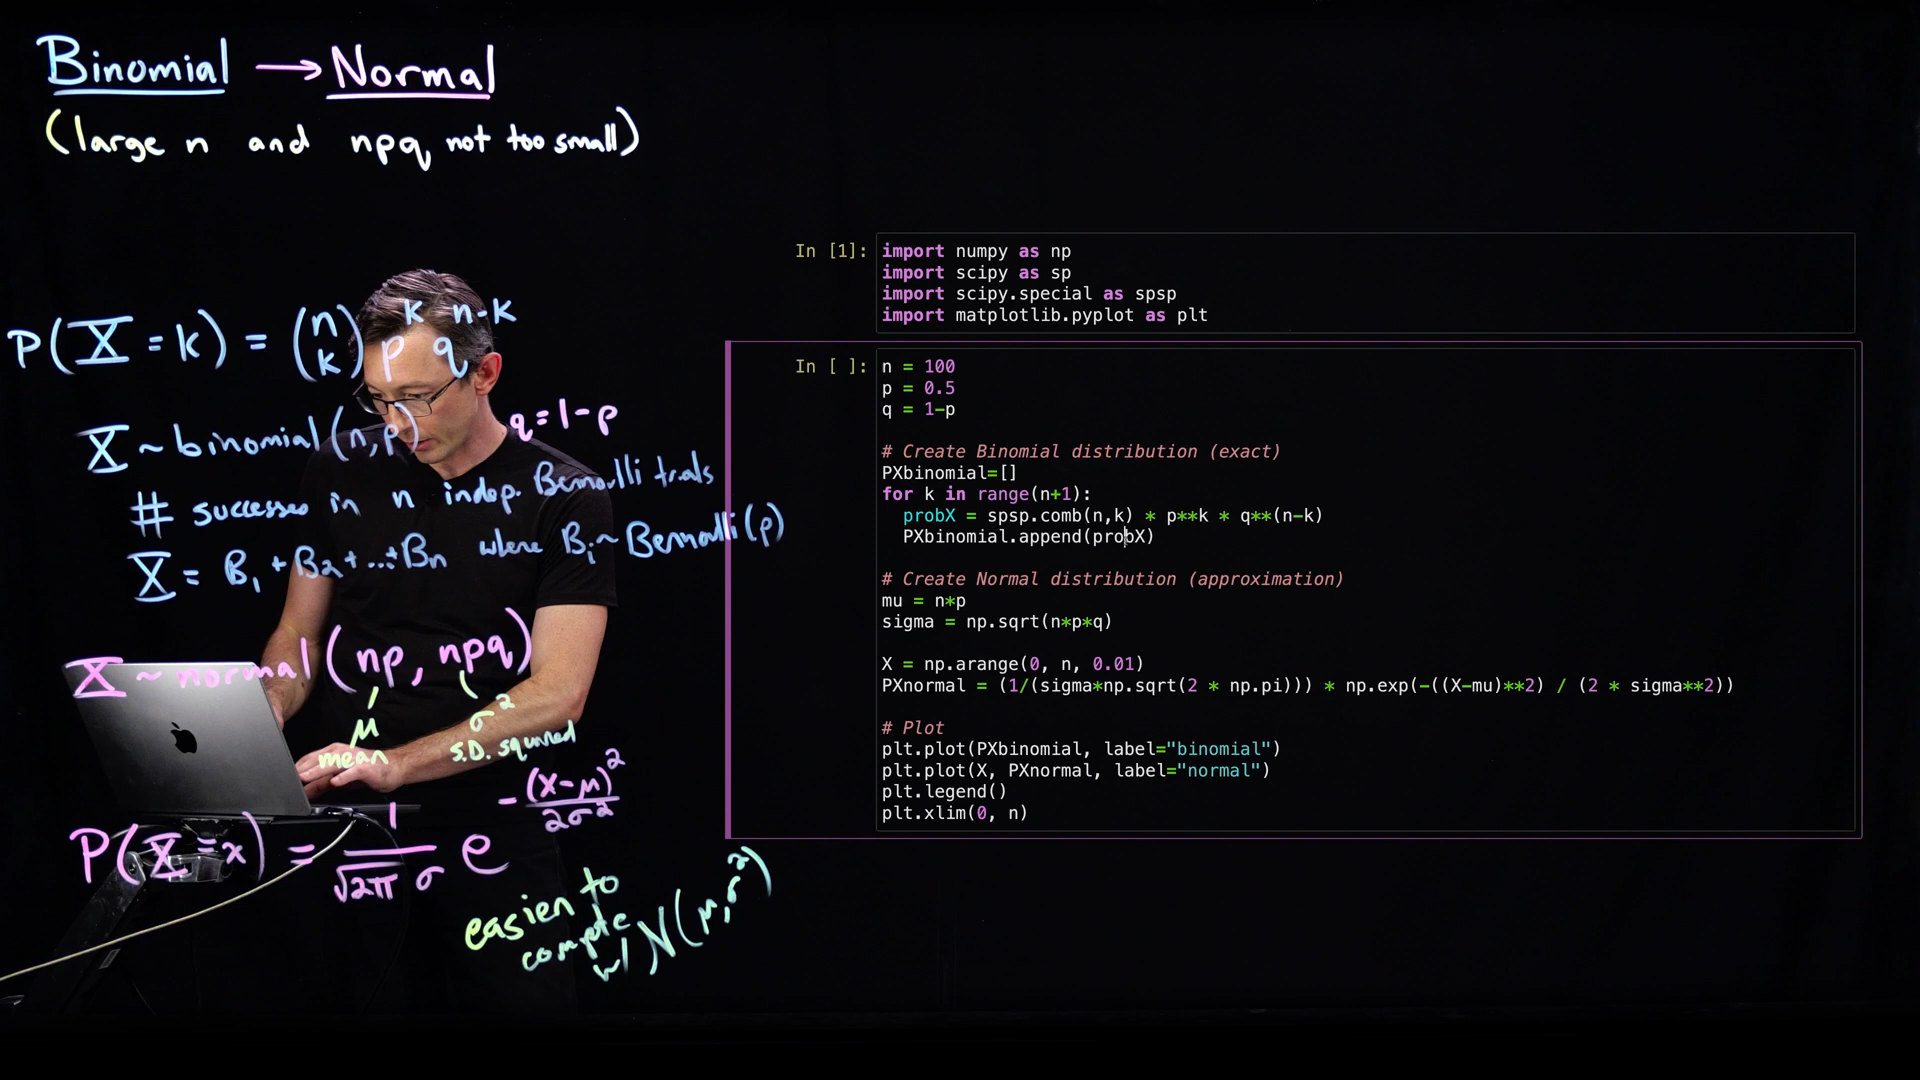 Binomial → Normal
(large n and npq not too small)
P(X = k) = (n k) p^k q^n-k
X ~ binomial(n,p)
q = 1 - p
# successes in n indep. Bernoulli trials
X = B1 + B2 + ... + Bn where Bi ~ Bernoulli(p)
X ~ normal(np, npq)
μ σ²
mean S.D. squared
P(X = x) = 1/√2π σ e^-(x-μ)²/2σ²
easier to
compute
w/ N(μ, σ²)
In [1]:
import numpy as np
import scipy as sp
import scipy.special as spsp
import matplotlib.pyplot as plt
In [ ]:
n = 100
p = 0.5
q = 1-p
# Create Binomial distribution (exact)
PXbinomial=[]
for k in range(n+1):
probX = spsp.comb(n,k) * p**k * q**(n-k)
PXbinomial.append(probX)
# Create Normal distribution (approximation)
mu = n*p
sigma = np.sqrt(n*p*q)
X = np.arange(0, n, 0.01)
PXnormal = (1/(sigma*np.sqrt(2 * np.pi))) * np.exp(-((X-mu)**2) / (2 * sigma**2))
# Plot
plt.plot(PXbinomial, label="binomial")
plt.plot(X, PXnormal, label="normal")
plt.legend()
plt.xlim(0, n)